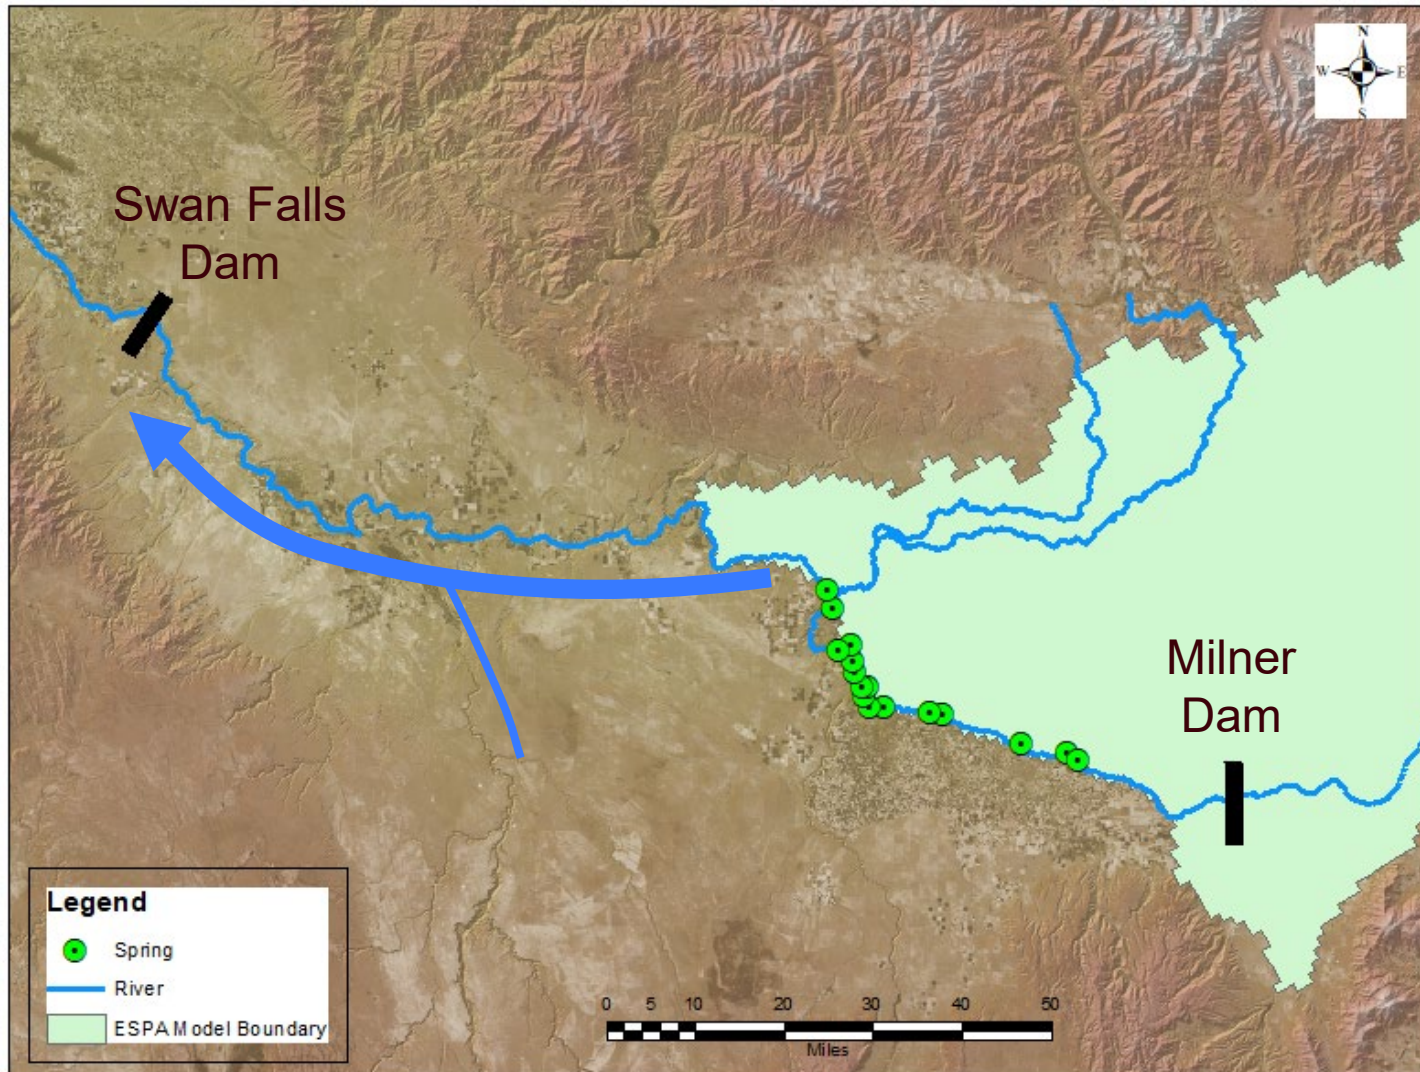 N
W E
S
Swan Falls
Dam
Milner
Dam
Legend
Spring
River
ESPA Model Boundary
0 5 10 20 30 40 50
Miles